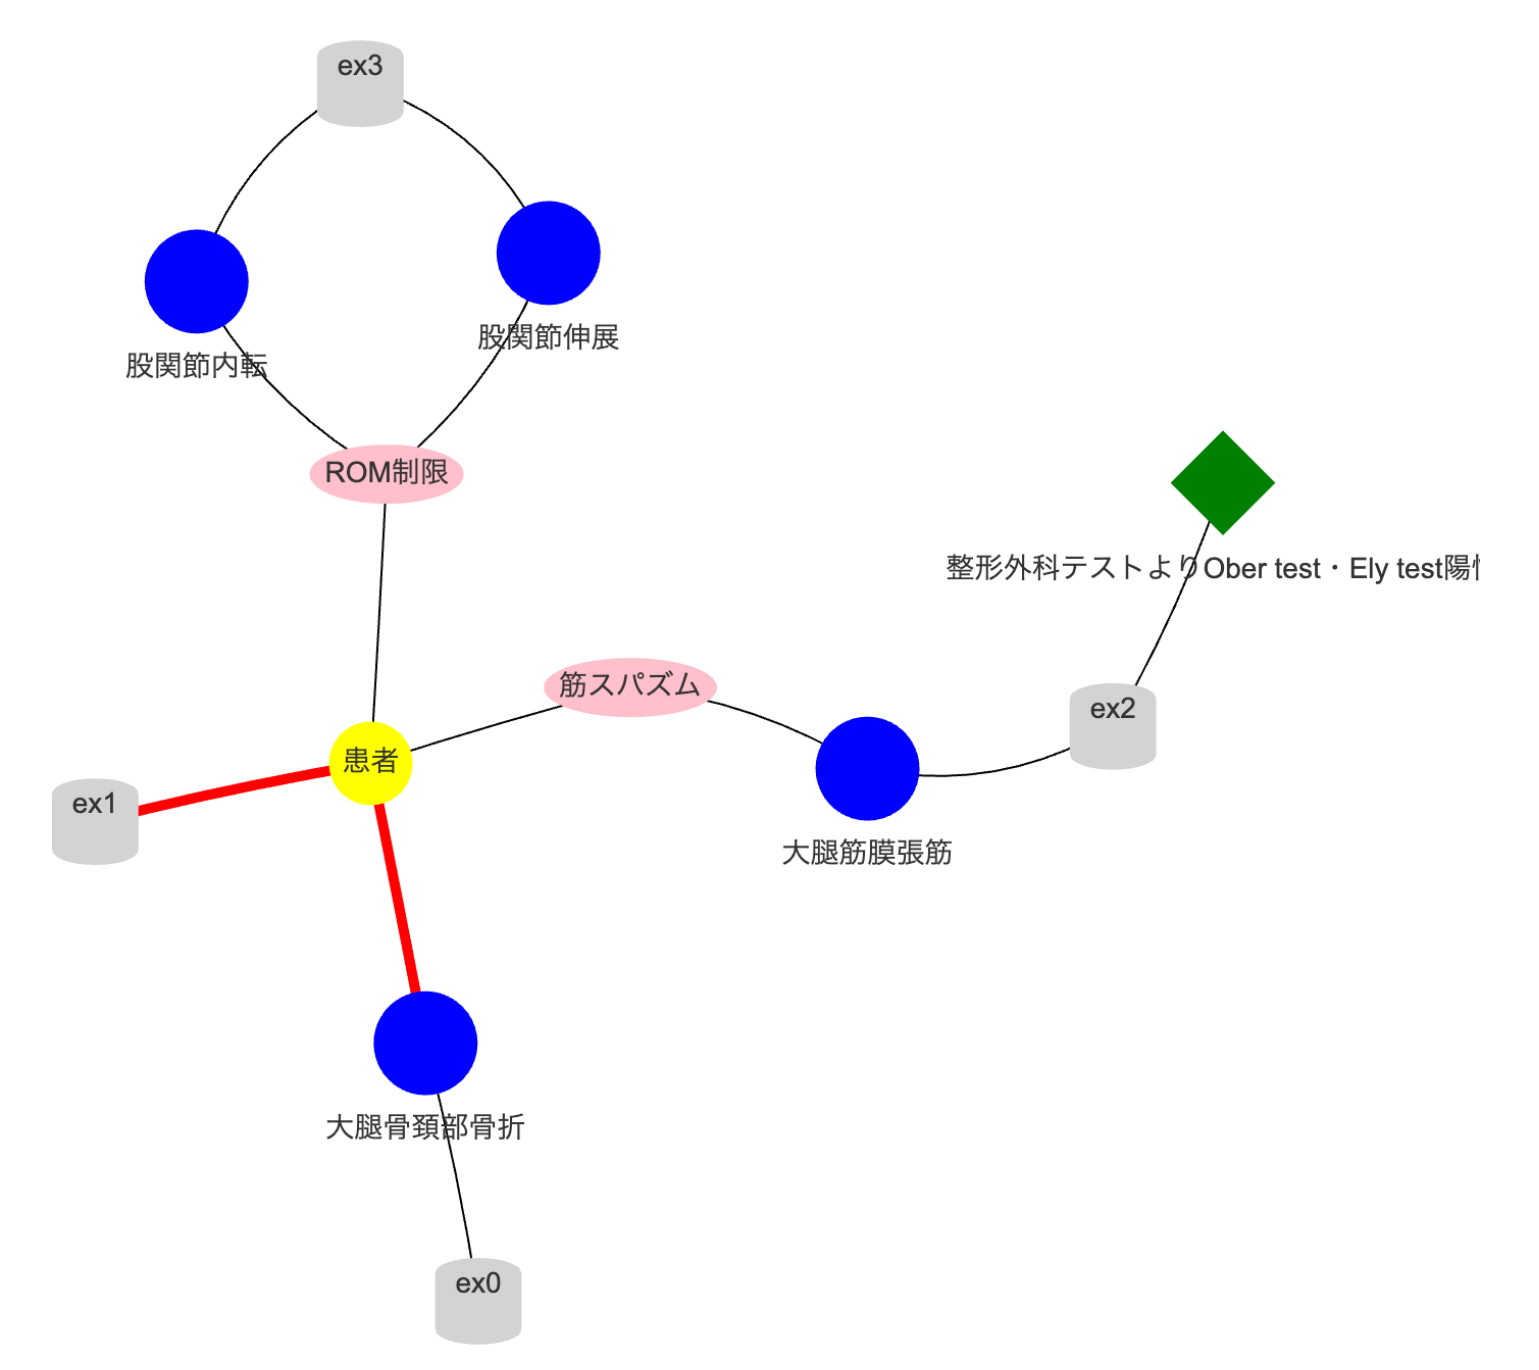 ex3
股関節伸展
股関節内転
ROM制限
整形外科テストよりOber test・Ely test陽
筋スパズム
ex2
患者
ex1
大腿筋膜張筋
大腿骨頚部骨折
ex0